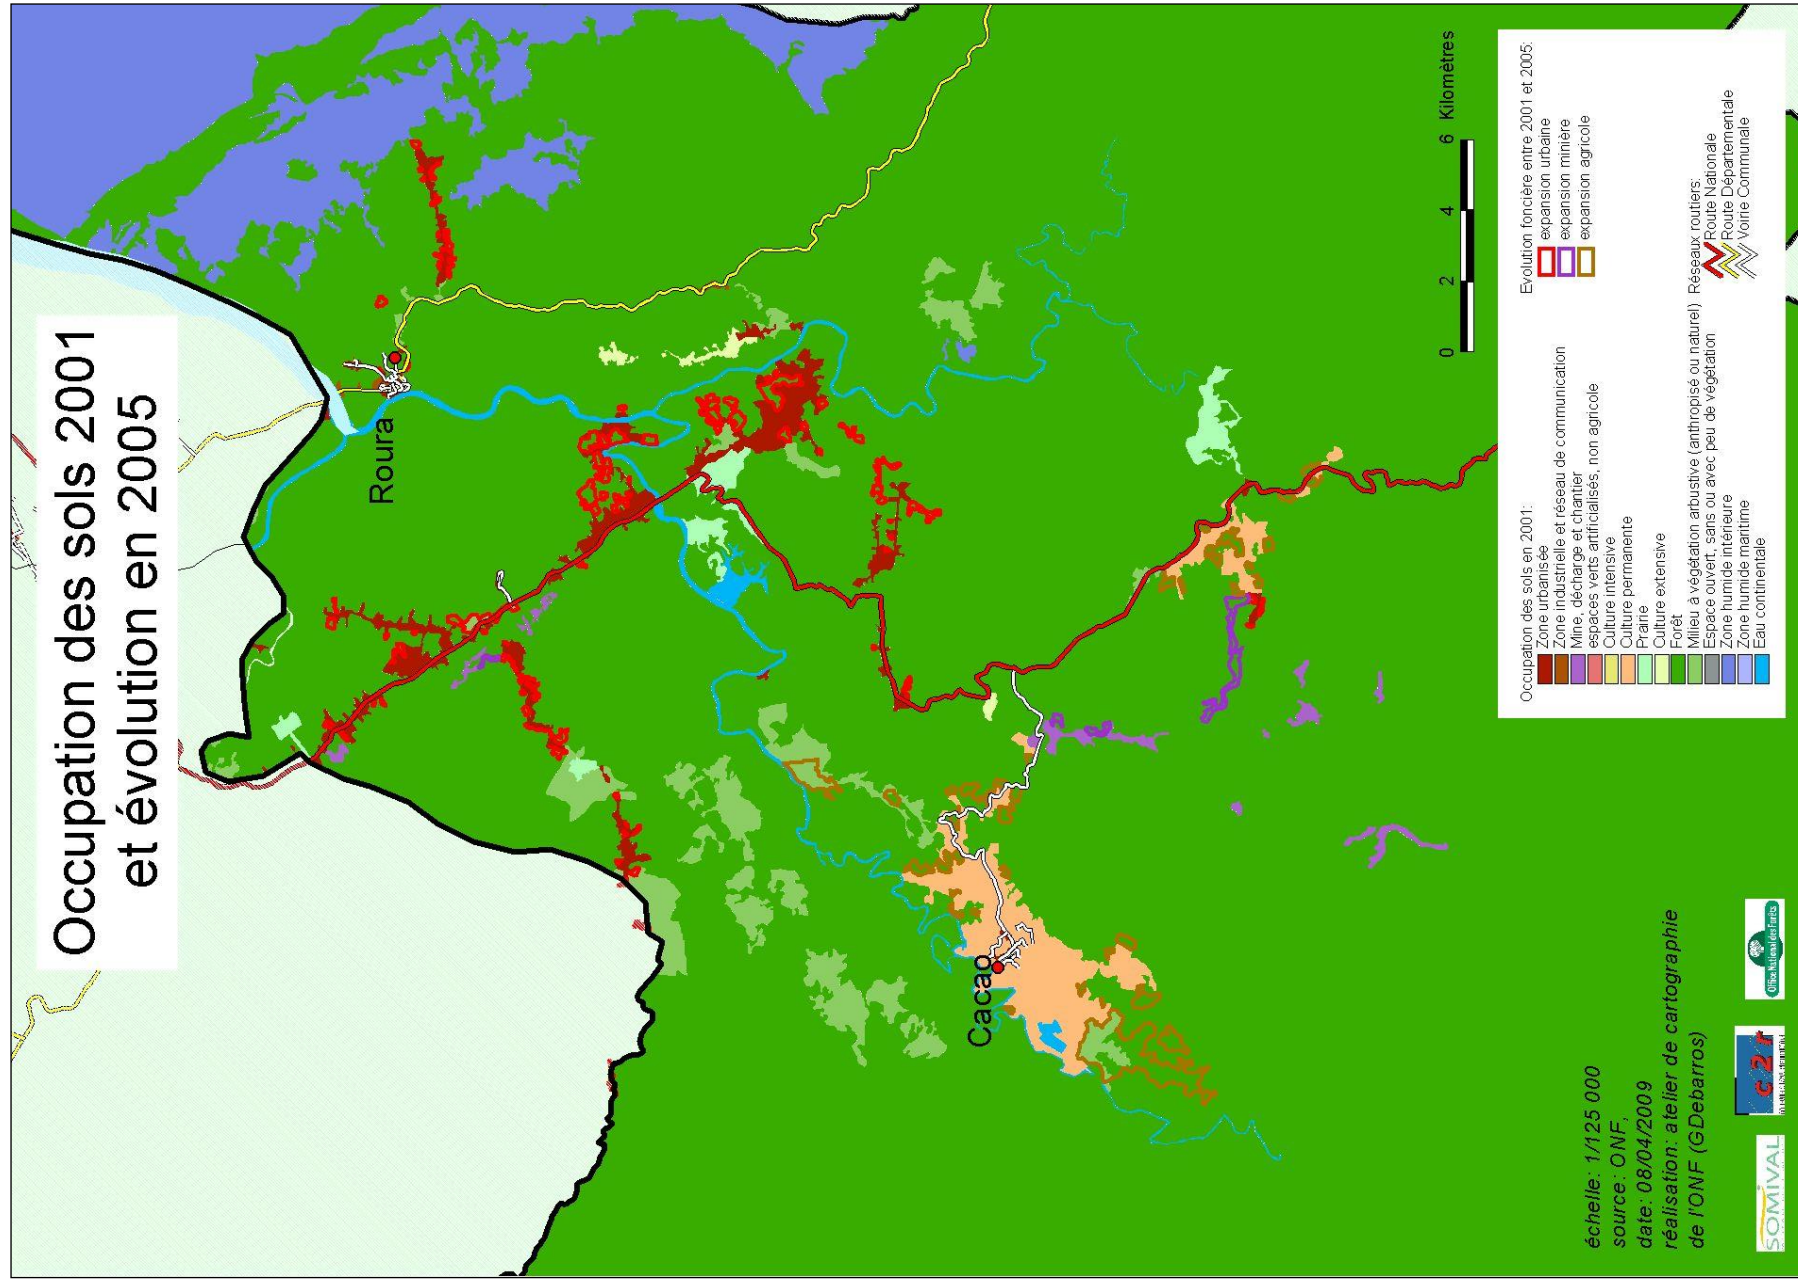 Occupation des sols 2001
et évolution en 2005
Roura
Cacao
0 2 4 6 Kilomètres
Occupation des sols en 2001:
Zone urbanisée
Zone industrielle et réseau de communication
Mine, décharge et chantier
espaces verts artificialisés, non agricole
Culture intensive
Culture permanente
Prairie
Culture extensive
Forêt
Milieu à végétation arbustive (anthropisé ou naturel)
Espace ouvert, sans ou avec peu de végétation
Zone humide intérieure
Zone humide maritime
Eau continentale
Evolution foncière entre 2001 et 2005:
expansion urbaine
expansion minière
expansion agricole
Réseaux routiers:
Route Nationale
Route Départementale
Voirie Communale
échelle: 1/125 000
source: ONF,
date: 08/04/2009
réalisation: atelier de cartographie
de l'ONF (GDebarros)
SOMIVAL
c2r
Office National des Forêts